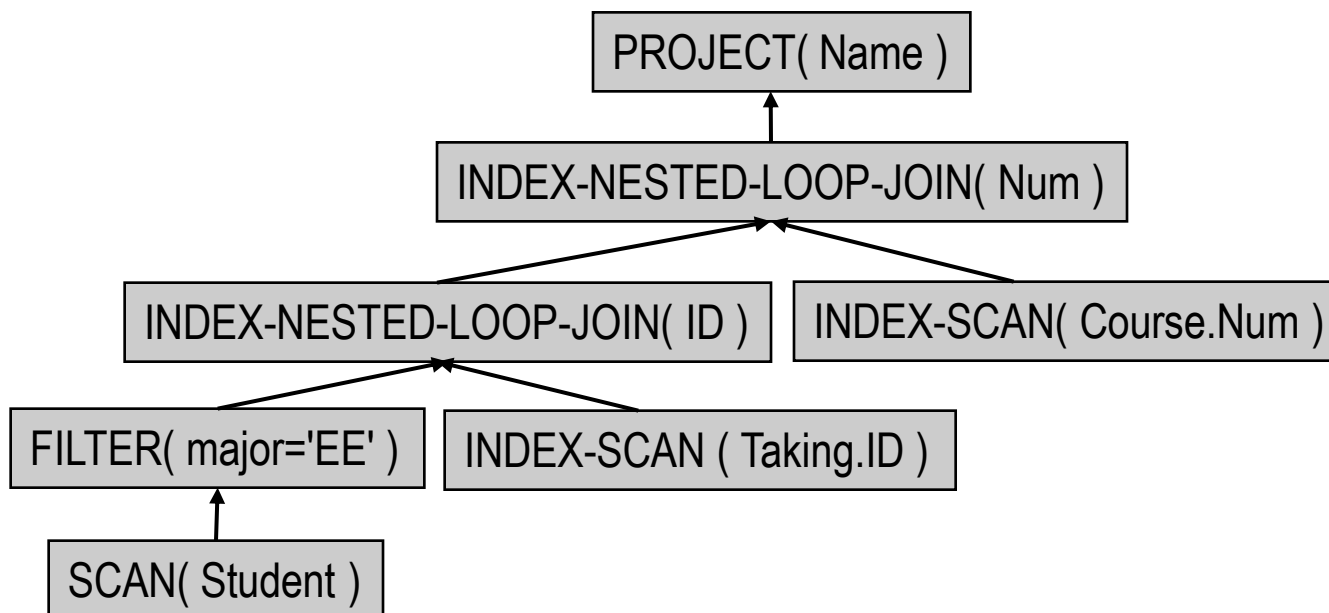 PROJECT( Name )
INDEX-NESTED-LOOP-JOIN( Num )
INDEX-NESTED-LOOP-JOIN( ID )
INDEX-SCAN( Course.Num )
FILTER( major='EE' )
INDEX-SCAN ( Taking.ID )
SCAN( Student )